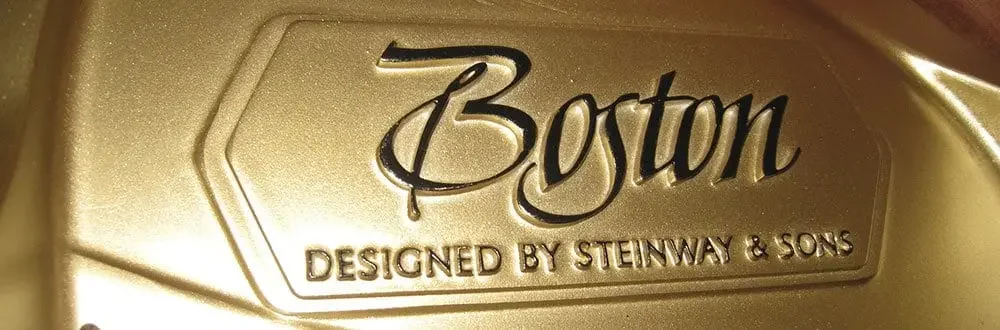 Boston
DESIGNED BY STEINWAY & SONS